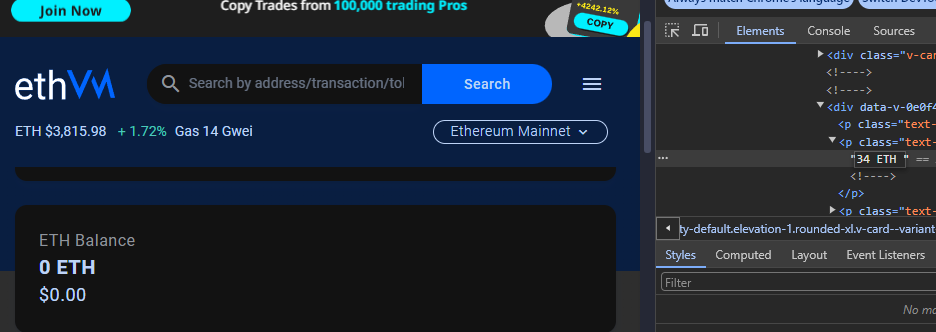 Join Now
Copy Trades from 100,000 trading Pros
+4242.12%
COPY
ethVM
Search by address/transaction/tol
Search
ETH $3,815.98 + 1.72% Gas 14 Gwei
Ethereum Mainnet
ETH Balance
0 ETH
$0.00
Always match Chrome's language
Switch DevTo
Elements Console Sources
<div class="v-car
<!---->
<!---->
<div data-v-0e0f4
<p class="text-
<p class="text-
... "34 ETH " ==
<!---->
</p>
<p class="text-
ty-default.elevation-1.rounded-xl.v-card--variant
Styles Computed Layout Event Listeners
Filter
No ma